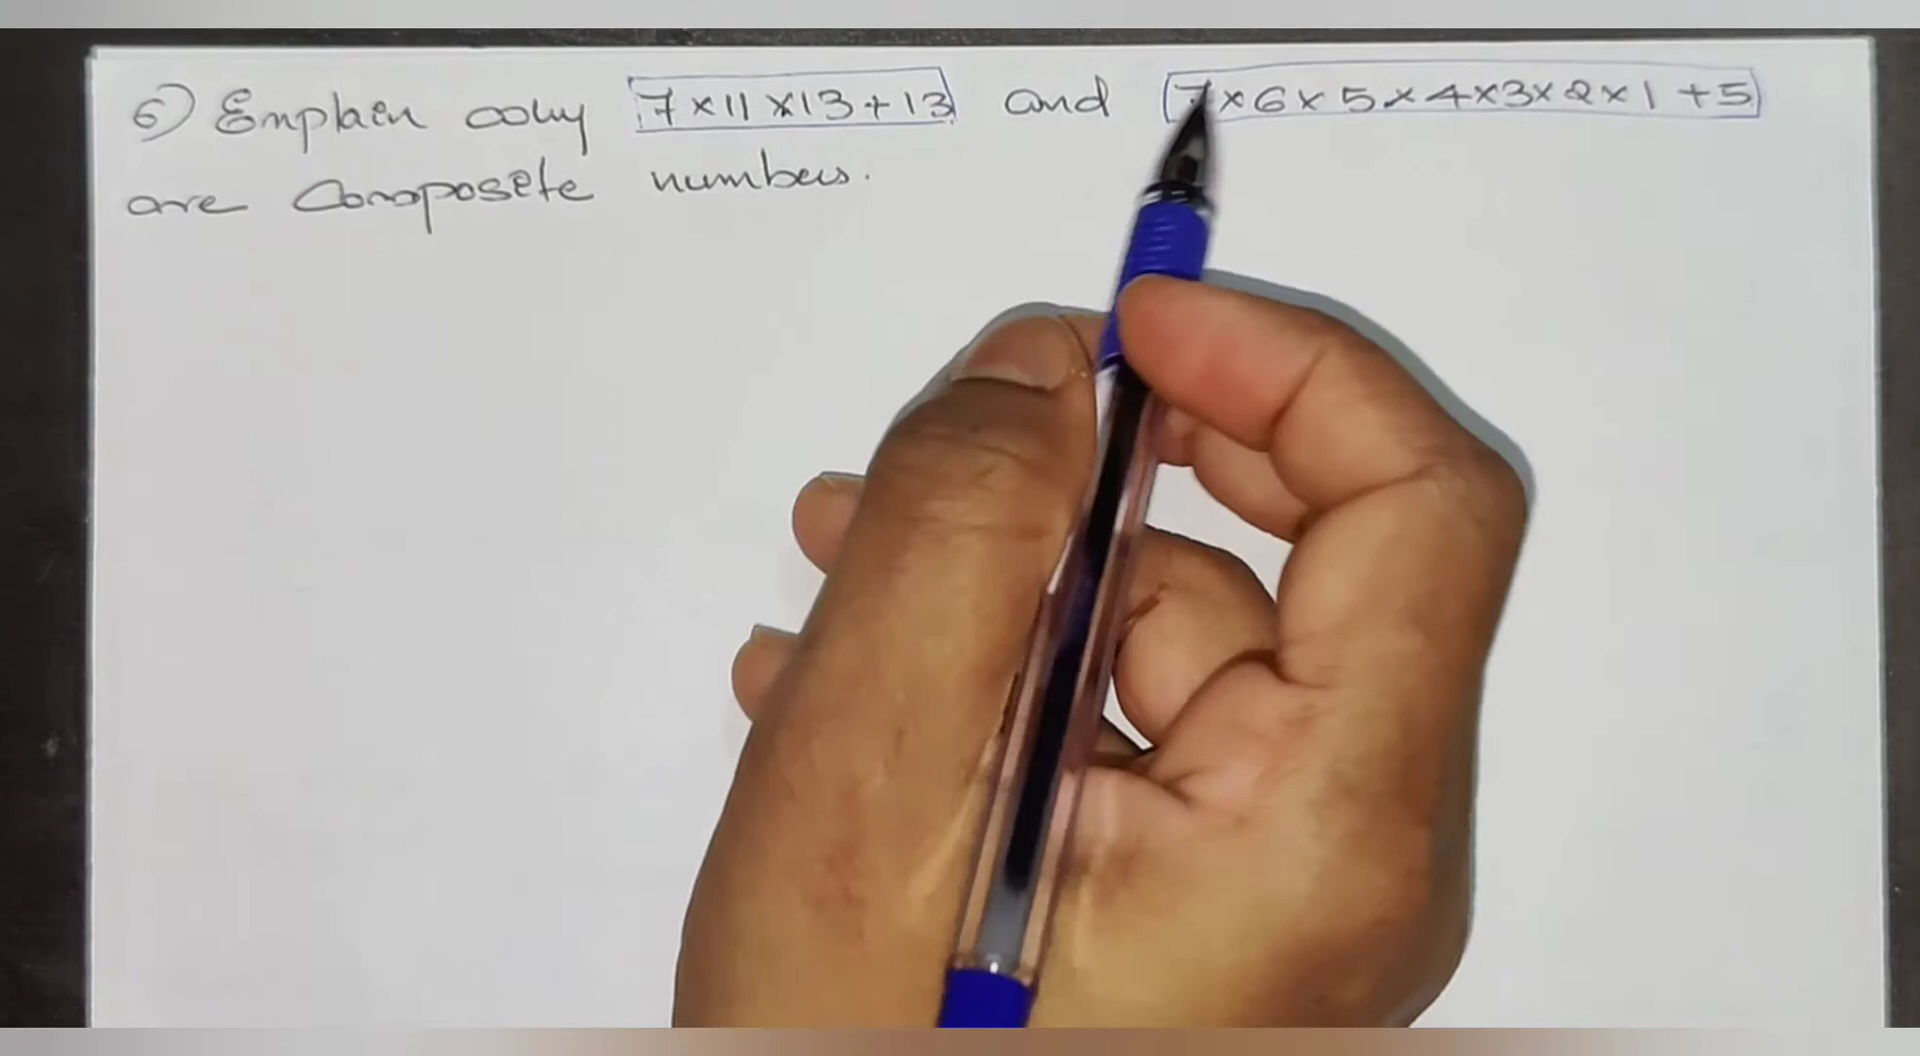 6) Explain why 7×11×13+13 and 7×6×5×4×3×2×1+5
are Composite numbers.